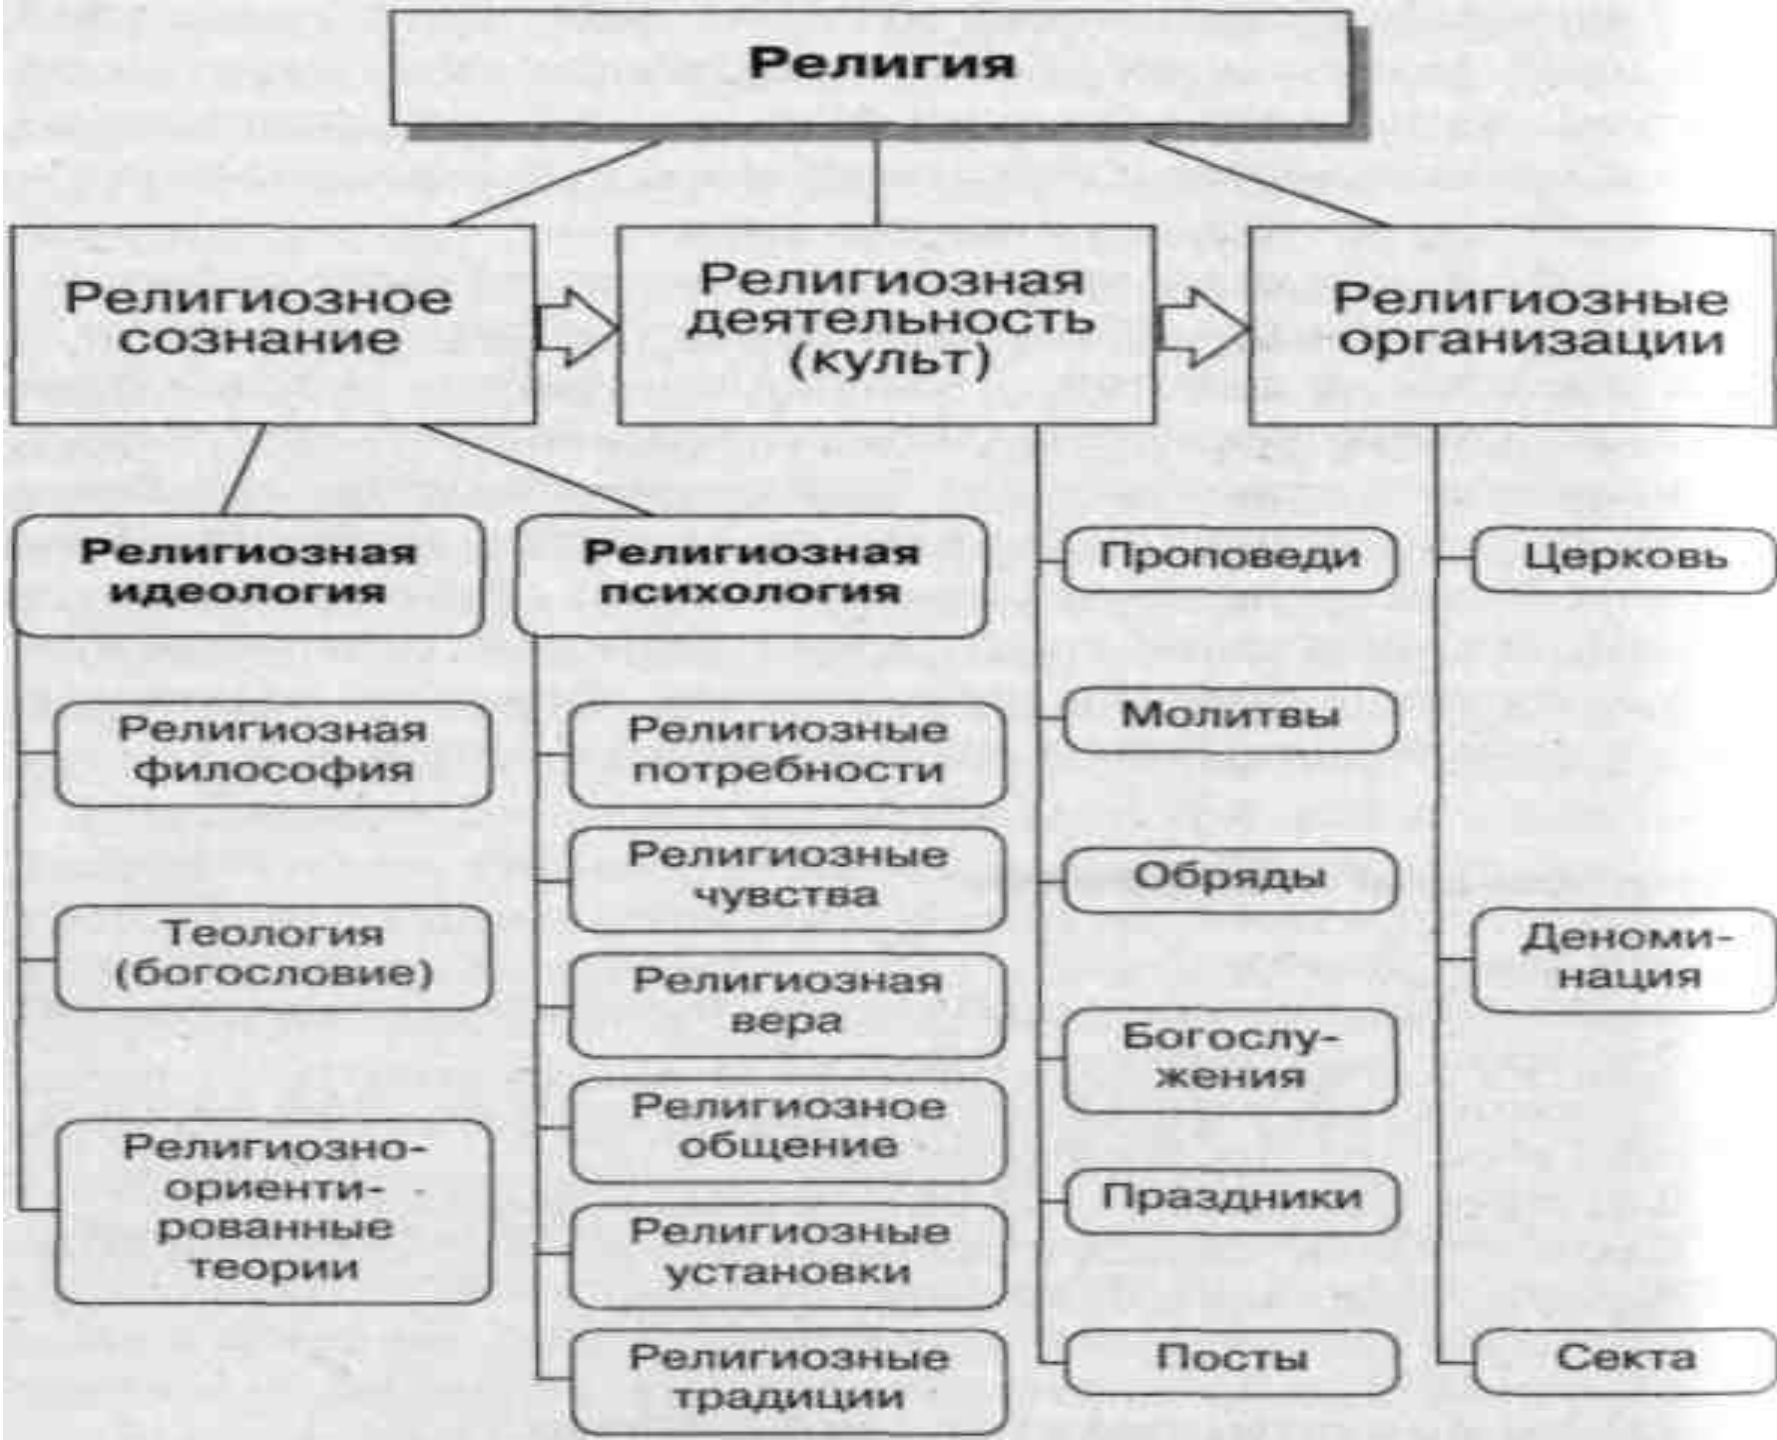 Религия
Религиозное
сознание
Религиозная
деятельность
(культ)
Религиозные
организации
Религиозная
идеология
Религиозная
философия
Теология
(богословие)
Религиозно-
ориенти-
рованные
теории
Религиозная
психология
Религиозные
потребности
Религиозные
чувства
Религиозная
вера
Религиозное
общение
Религиозные
установки
Религиозные
традиции
Проповеди
Молитвы
Обряды
Богослу-
жения
Праздники
Посты
Церковь
Деноми-
нация
Секта